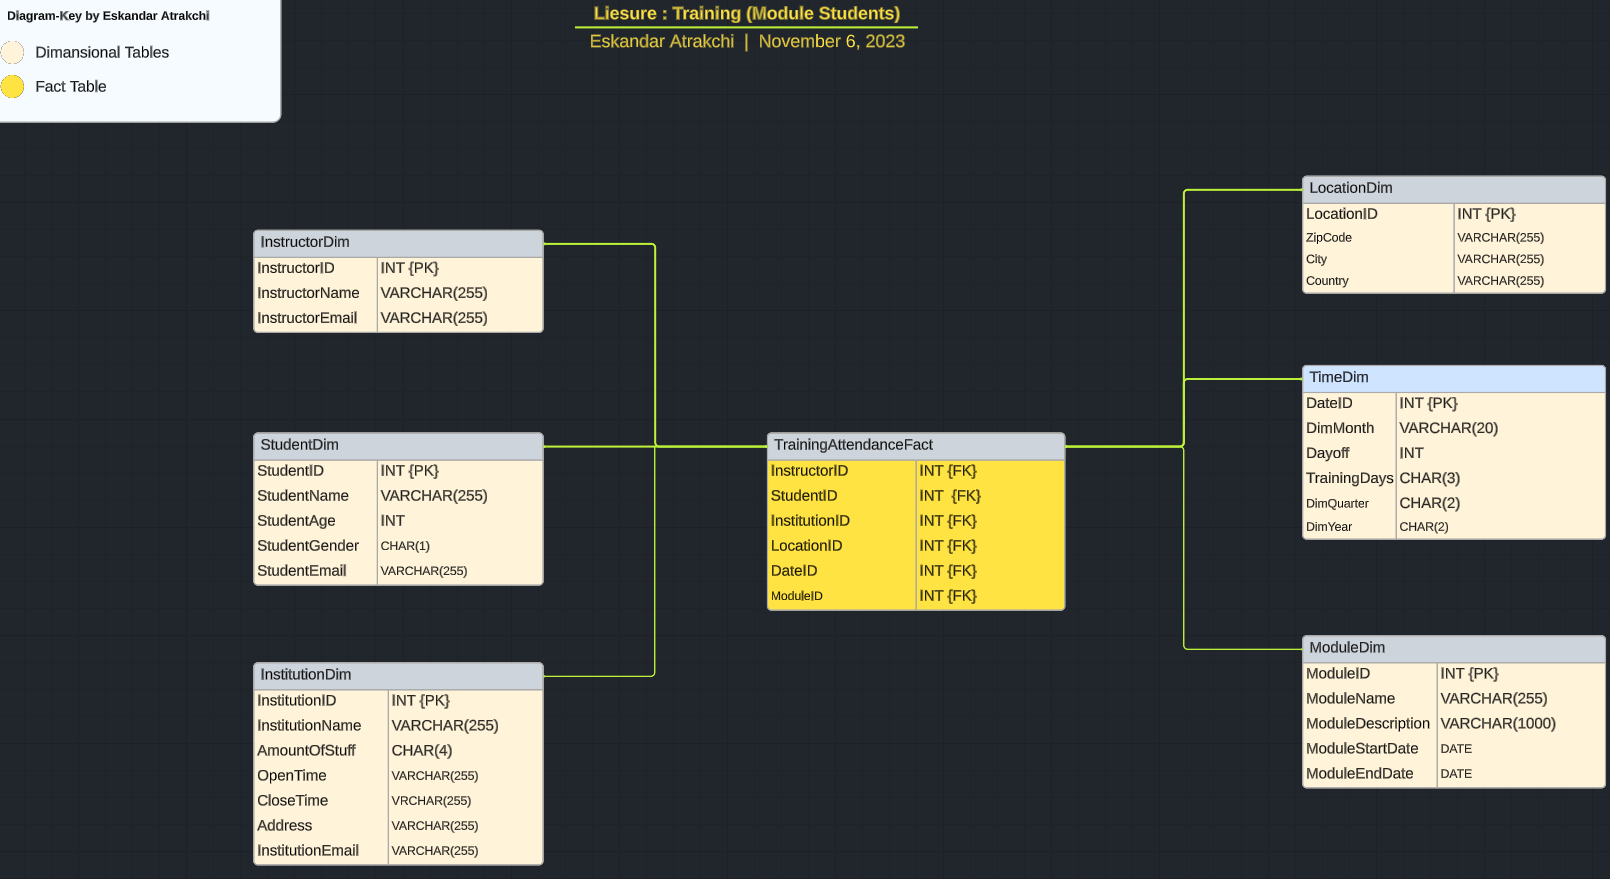 Diagram-Key by Eskandar Atrakchi
Dimansional Tables
Fact Table
Liesure : Training (Module Students)
Eskandar Atrakchi | November 6, 2023
InstructorDim
InstructorID INT {PK}
InstructorName VARCHAR(255)
InstructorEmail VARCHAR(255)
StudentDim
StudentID INT {PK}
StudentName VARCHAR(255)
StudentAge INT
StudentGender CHAR(1)
StudentEmail VARCHAR(255)
InstitutionDim
InstitutionID INT {PK}
InstitutionName VARCHAR(255)
AmountOfStuff CHAR(4)
OpenTime VARCHAR(255)
CloseTime VRCHAR(255)
Address VARCHAR(255)
InstitutionEmail VARCHAR(255)
TrainingAttendanceFact
InstructorID INT {FK}
StudentID INT {FK}
InstitutionID INT {FK}
LocationID INT {FK}
DateID INT {FK}
ModuleID INT {FK}
LocationDim
LocationID INT {PK}
ZipCode VARCHAR(255)
City VARCHAR(255)
Country VARCHAR(255)
TimeDim
DateID INT {PK}
DimMonth VARCHAR(20)
Dayoff INT
TrainingDays CHAR(3)
DimQuarter CHAR(2)
DimYear CHAR(2)
ModuleDim
ModuleID INT {PK}
ModuleName VARCHAR(255)
ModuleDescription VARCHAR(1000)
ModuleStartDate DATE
ModuleEndDate DATE